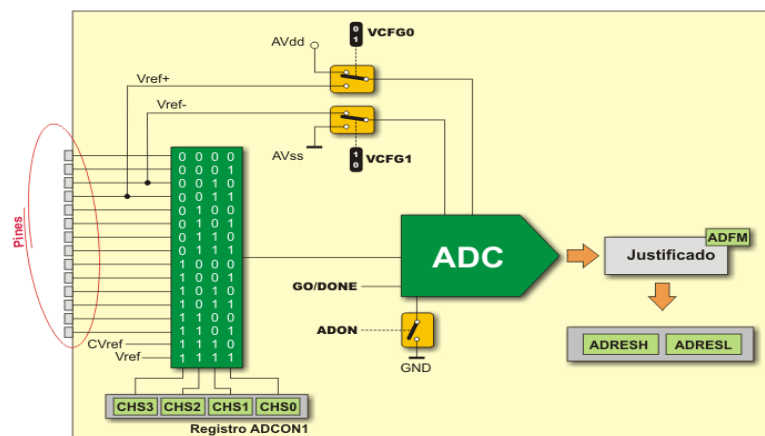 0
1
VCFG0
AVdd
Vref+
Vref-
AVss
1
0
VCFG1
Pines
0 0 0 0
0 0 0 1
0 0 1 0
0 0 1 1
0 1 0 0
0 1 0 1
0 1 1 0
0 1 1 1
1 0 0 0
1 0 0 1
1 0 1 0
1 0 1 1
1 1 0 0
1 1 0 1
CVref 1 1 1 0
Vref 1 1 1 1
CHS3 CHS2 CHS1 CHS0
Registro ADCON1
ADC
GO/DONE
ADON
GND
ADFM
Justificado
ADRESH ADRESL